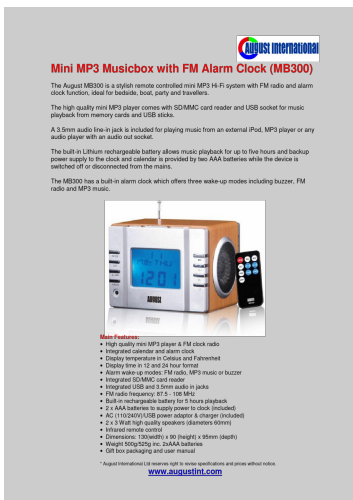 August International
Mini MP3 Musicbox with FM Alarm Clock (MB300)
The August MB300 is a stylish remote controlled mini MP3 Hi-Fi system with FM radio and alarm
clock function, ideal for bedside, boat, party and travellers.
The high quality mini MP3 player comes with SD/MMC card reader and USB socket for music
playback from memory cards and USB sticks.
A 3.5mm audio line-in jack is included for playing music from an external iPod, MP3 player or any
audio player with an audio out socket.
The built-in Lithium rechargeable battery allows music playback for up to five hours and backup
power supply to the clock and calendar is provided by two AAA batteries while the device is
switched off or disconnected from the mains.
The MB300 has a built-in alarm clock which offers three wake-up modes including buzzer, FM
radio and MP3 music.
1201
AUGUST
Main Features:
• High quality mini MP3 player & FM clock radio
• Integrated calendar and alarm clock
• Display temperature in Celsius and Fahrenheit
• Display time in 12 and 24 hour format
• Alarm wake-up modes: FM radio, MP3 music or buzzer
• Integrated SD/MMC card reader
• Integrated USB and 3.5mm audio in jacks
• FM radio frequency: 87.5 - 108 MHz
• Built-in rechargeable battery for 5 hours playback
• 2 x AAA batteries to supply power to clock (included)
• AC (110/240V)/USB power adaptor & charger (included)
• 2 x 3 Watt high quality speakers (diameters 60mm)
• Infrared remote control
• Dimensions: 130(width) x 90 (height) x 95mm (depth)
• Weight 500g/525g inc. 2xAAA batteries
• Gift box packaging and user manual
* August International Ltd reserves right to revise specifications and prices without notice.
www.augustint.com